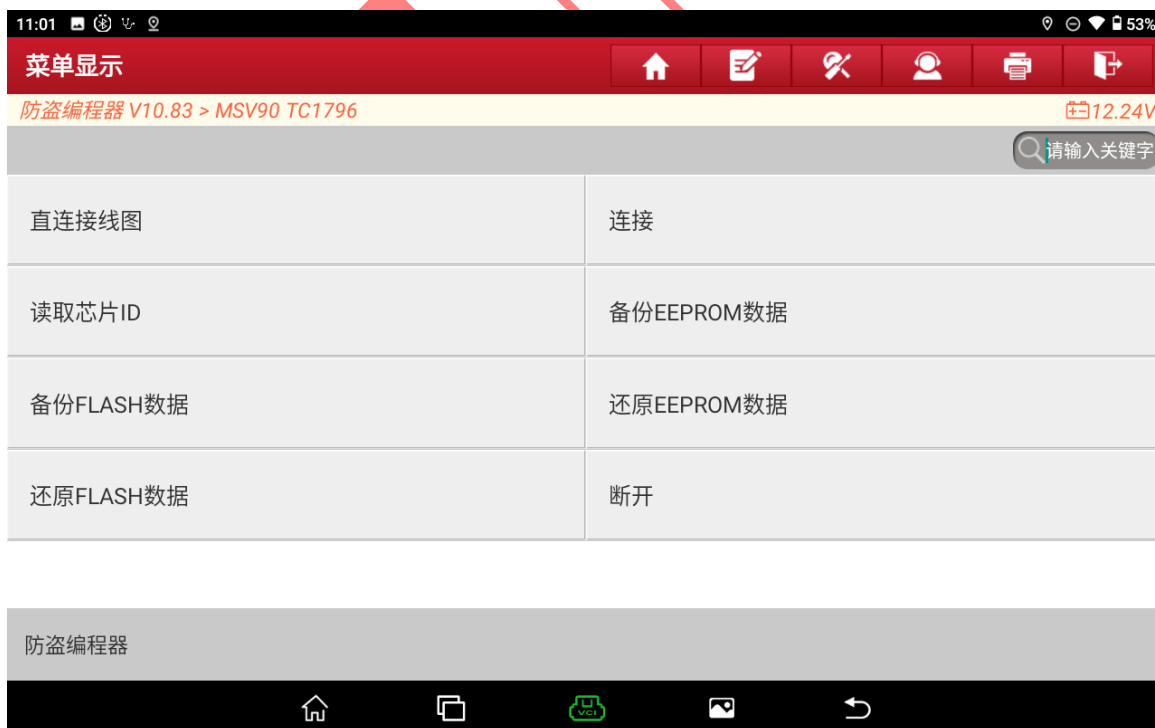 11:01
53%
菜单显示
防盗编程器 V10.83 > MSV90 TC1796
12.24V
请输入关键字
直连接线图
连接
读取芯片ID
备份EEPROM数据
备份FLASH数据
还原EEPROM数据
还原FLASH数据
断开
防盗编程器
VCI